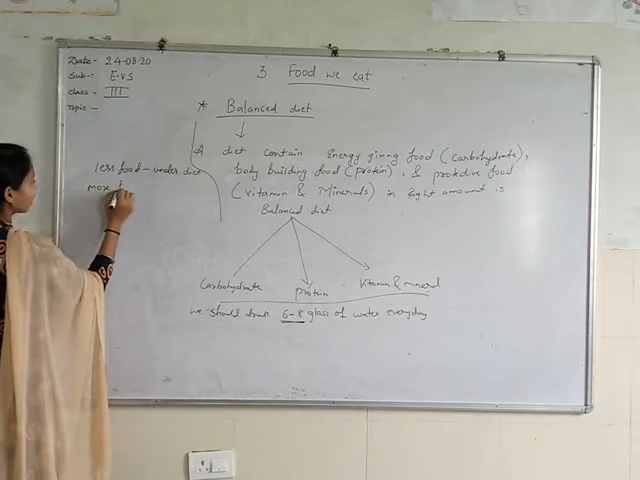 Date- 24-08-20
Sub-: E.V.S
Class- III
Topic-
3 Food we eat
* Balanced diet
A diet contain Energy giving food (carbohydrate),
body building food (protein), & protective food
(vitamin & Minerals) in right amount is
Balanced diet.
less food - under diet
more f
Carbohydrate
Protein
Vitamin & mineral
we should drink 6-8 glass of water everyday